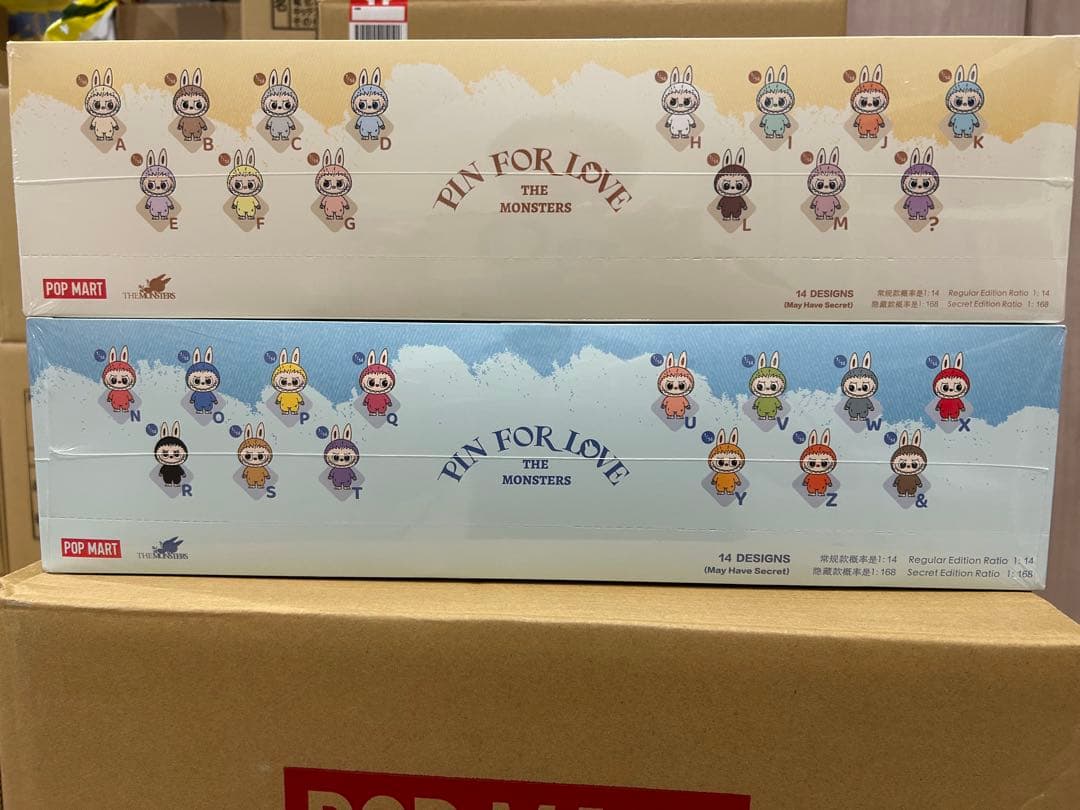 A B C D
E F G
H I J K
L M ?
PIN FOR LOVE
THE
MONSTERS
POP MART
THE MONSTERS
14 DESIGNS
(May Have Secret)
常规款概率是1: 14 Regular Edition Ratio 1: 14
隐藏款概率是1: 168 Secret Edition Ratio 1: 168
N O P Q
R S T
U V W X
Y Z &
PIN FOR LOVE
THE
MONSTERS
POP MART
THE MONSTERS
14 DESIGNS
(May Have Secret)
常规款概率是1: 14 Regular Edition Ratio 1: 14
隐藏款概率是1: 168 Secret Edition Ratio 1: 168
POP MART